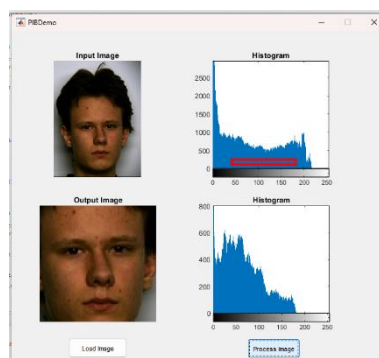 PIBDemo
Input Image
Histogram
2500
2000
1500
1000
500
0
0 50 100 150 200 250
Output Image
Histogram
800
600
400
200
0
0 50 100 150 200 250
Load Image
Process Image